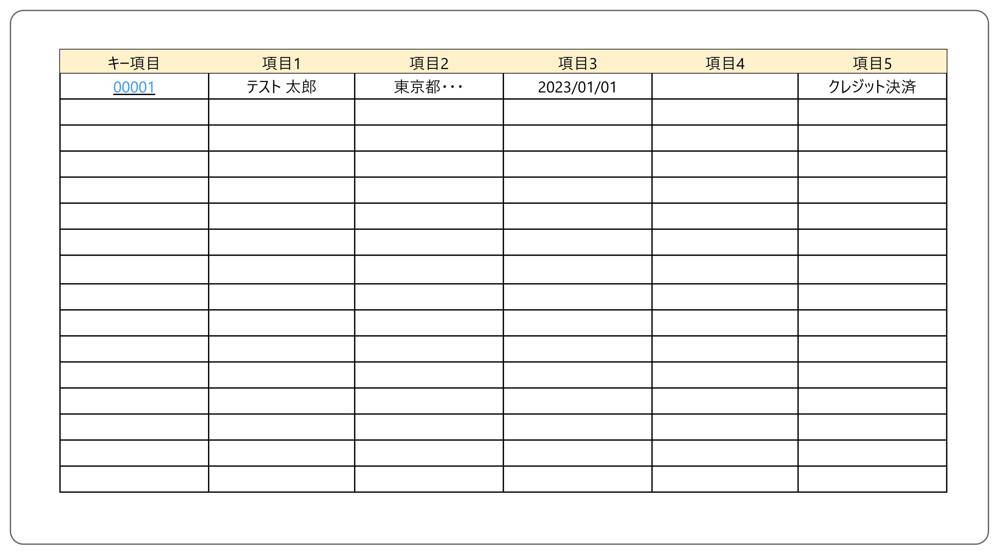 キー項目 項目1 項目2 項目3 項目4 項目5
00001 テスト太郎 東京都・・・ 2023/01/01 クレジット決済